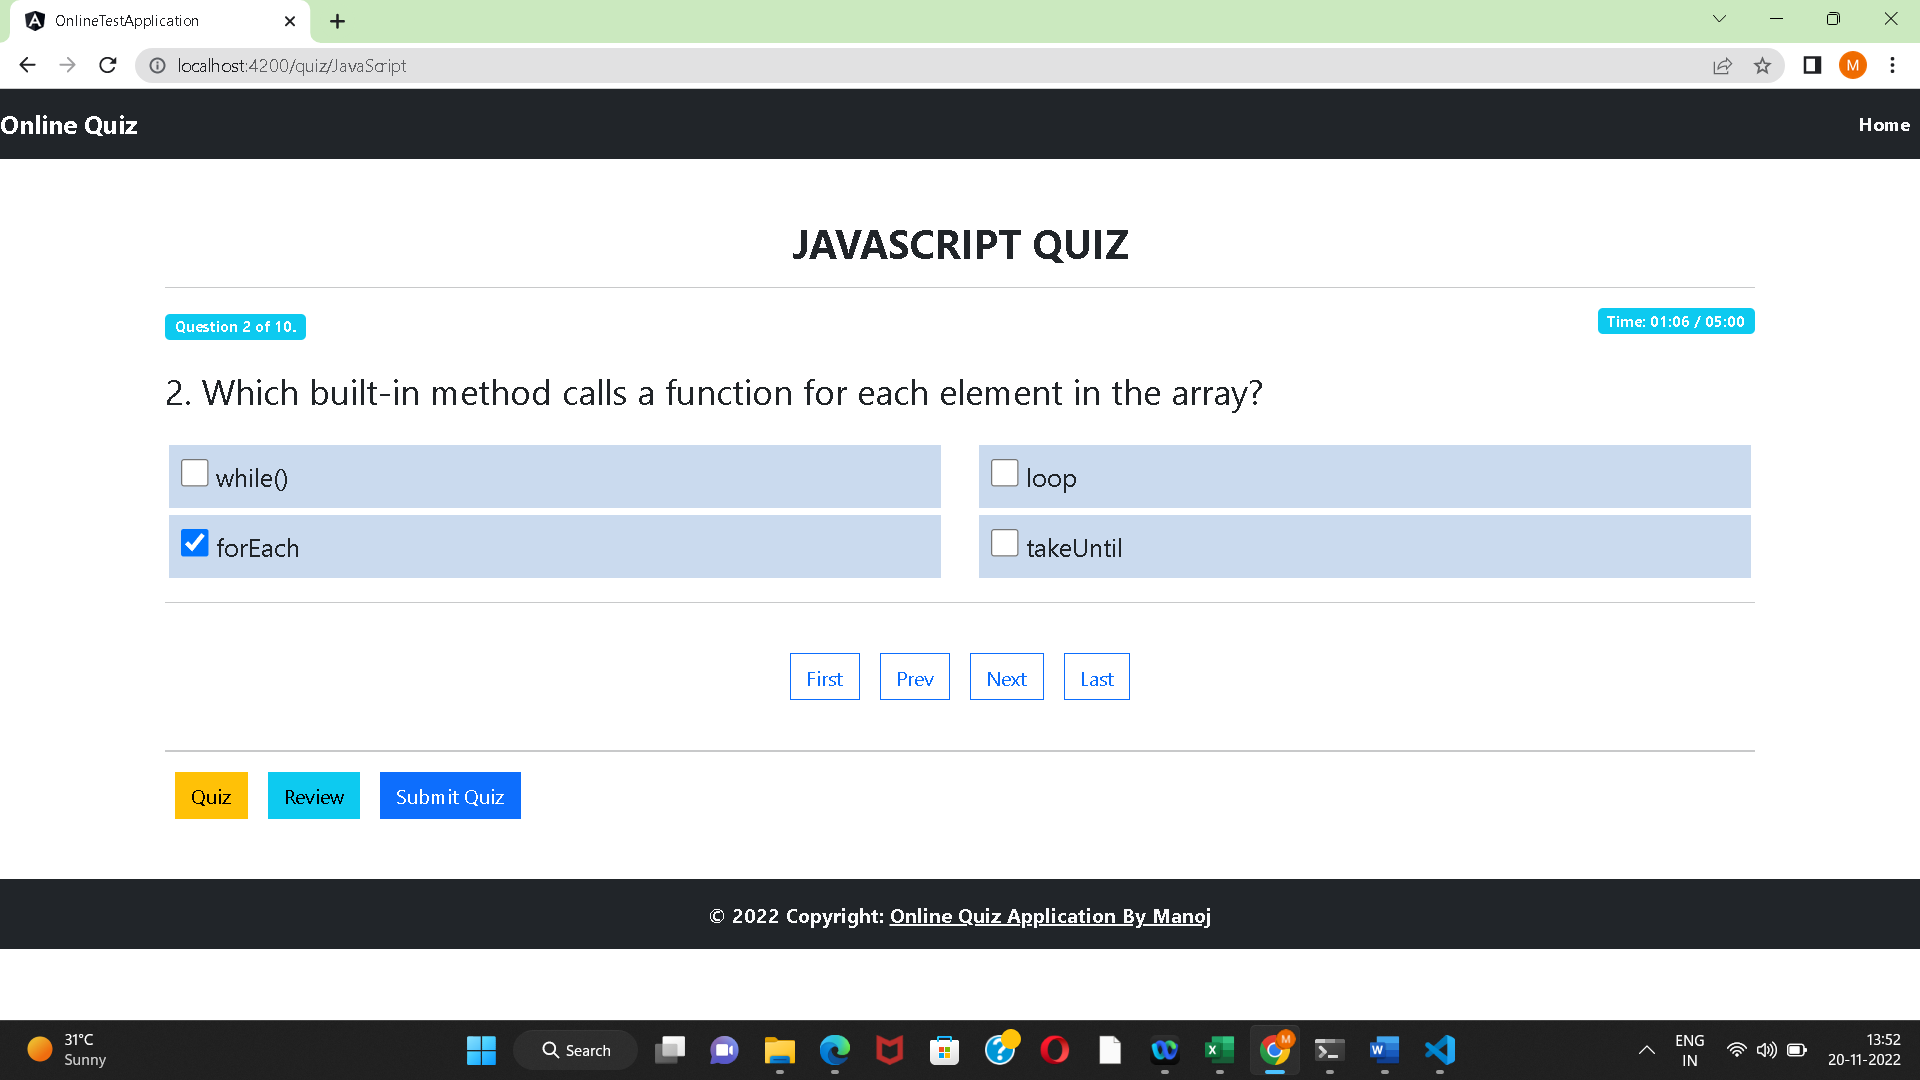 OnlineTestApplication
localhost:4200/quiz/JavaScript
M
Online Quiz
Home
JAVASCRIPT QUIZ
Question 2 of 10.
Time: 01:06 / 05:00
2. Which built-in method calls a function for each element in the array?
while()
loop
forEach
takeUntil
First
Prev
Next
Last
Quiz
Review
Submit Quiz
© 2022 Copyright: Online Quiz Application By Manoj
31°C
Sunny
Search
M
ENG
IN
13:52
20-11-2022